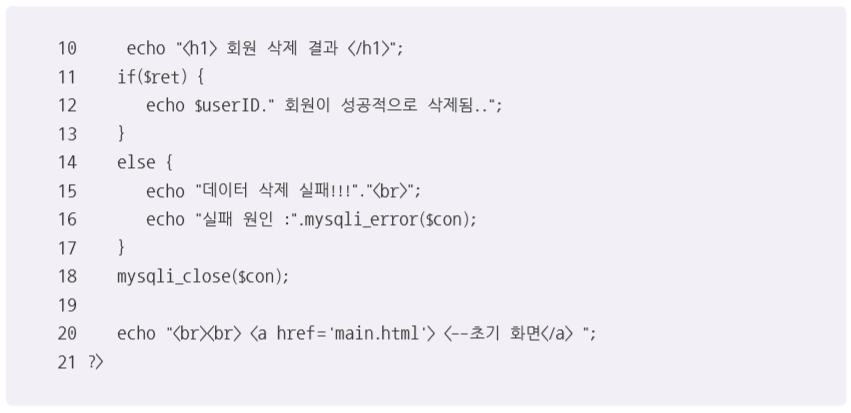 10     echo "<h1> 회원 삭제 결과 </h1>";
11    if($ret) {
12       echo $userID." 회원이 성공적으로 삭제됨..";
13    }
14    else {
15       echo "데이터 삭제 실패!!!"."<br>";
16       echo "실패 원인 :".mysqli_error($con);
17    }
18    mysqli_close($con);
19
20    echo "<br><br> <a href='main.html'> <--초기 화면</a> ";
21 ?>